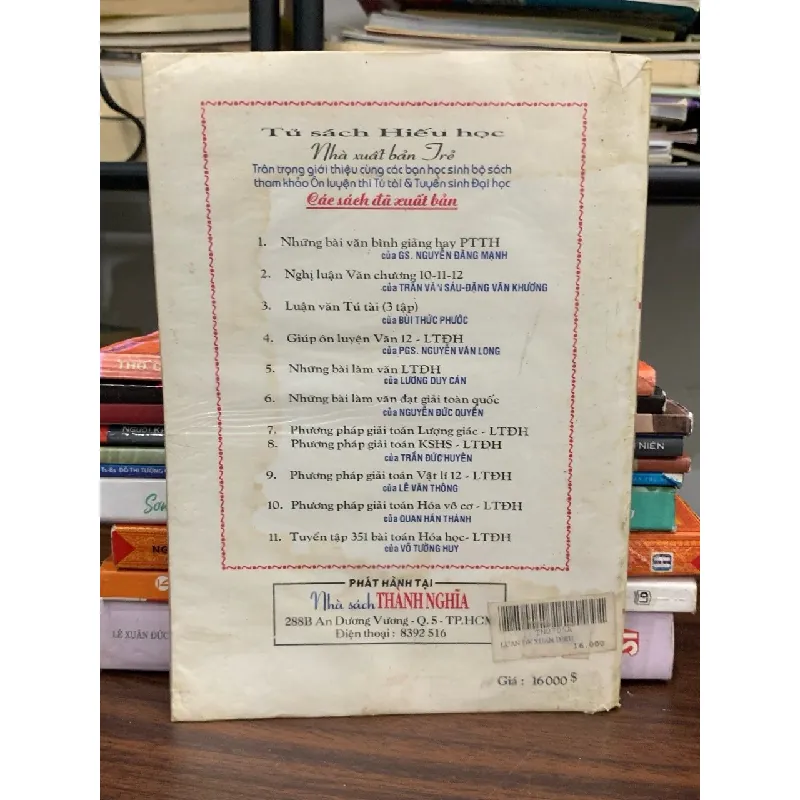 Tủ sách Hiếu học
Nhà xuất bản Trẻ
Trân trọng giới thiệu cùng các bạn học sinh bộ sách
tham khảo Ôn luyện thi Tú tài & Tuyển sinh Đại học
Các sách đã xuất bản
1. Những bài văn bình giảng hay PTTH
của GS. NGUYỄN ĐĂNG MẠNH
2. Nghị luận Văn chương 10-11-12
của TRẦN VĂN SÁU-ĐẶNG VĂN KHƯƠNG
3. Luận văn Tú tài (3 tập)
của BÙI THỨC PHƯỚC
4. Giúp ôn luyện Văn 12 - LTĐH
của PGS. NGUYỄN VĂN LONG
5. Những bài làm văn LTĐH
của LƯƠNG DUY CÁN
6. Những bài làm văn đạt giải toàn quốc
của NGUYỄN ĐỨC QUYỀN
7. Phương pháp giải toán Lượng giác - LTĐH
8. Phương pháp giải toán KSHS - LTĐH
của TRẦN ĐỨC HUYÊN
9. Phương pháp giải toán Vật lí 12 - LTĐH
của LÊ VĂN THÔNG
10. Phương pháp giải toán Hóa vô cơ - LTĐH
của QUAN HÁN THÀNH
11. Tuyển tập 351 bài toán Hóa học- LTĐH
của VÕ TƯỜNG HUY
PHÁT HÀNH TẠI
Nhà sách THÀNH NGHĨA
288B An Dương Vương - Q. 5 - TP.HCM
Điện thoại : 8392 516
16.000
Giá : 16000 $
NIÊN
LÊ XUÂN ĐỨC